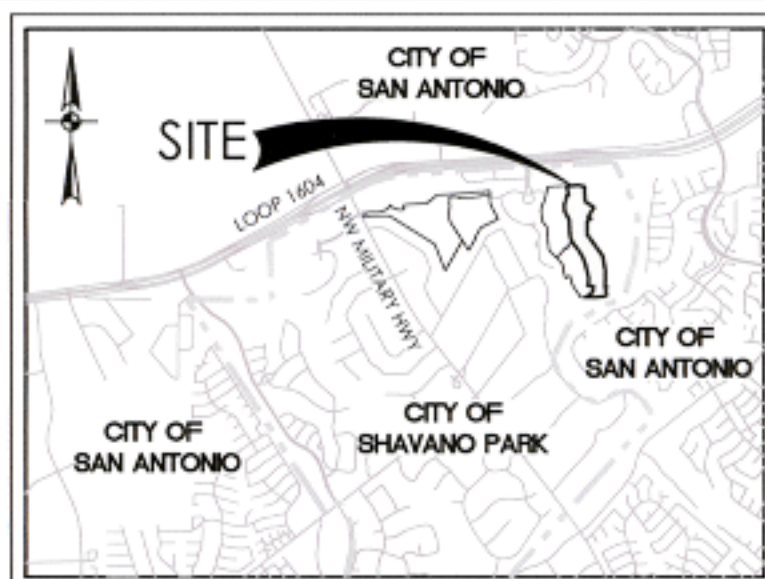 CITY OF
SAN ANTONIO
SITE
LOOP 1604
NW MILITARY HWY
CITY OF
SAN ANTONIO
CITY OF
SHAVANO PARK
CITY OF
SAN ANTONIO